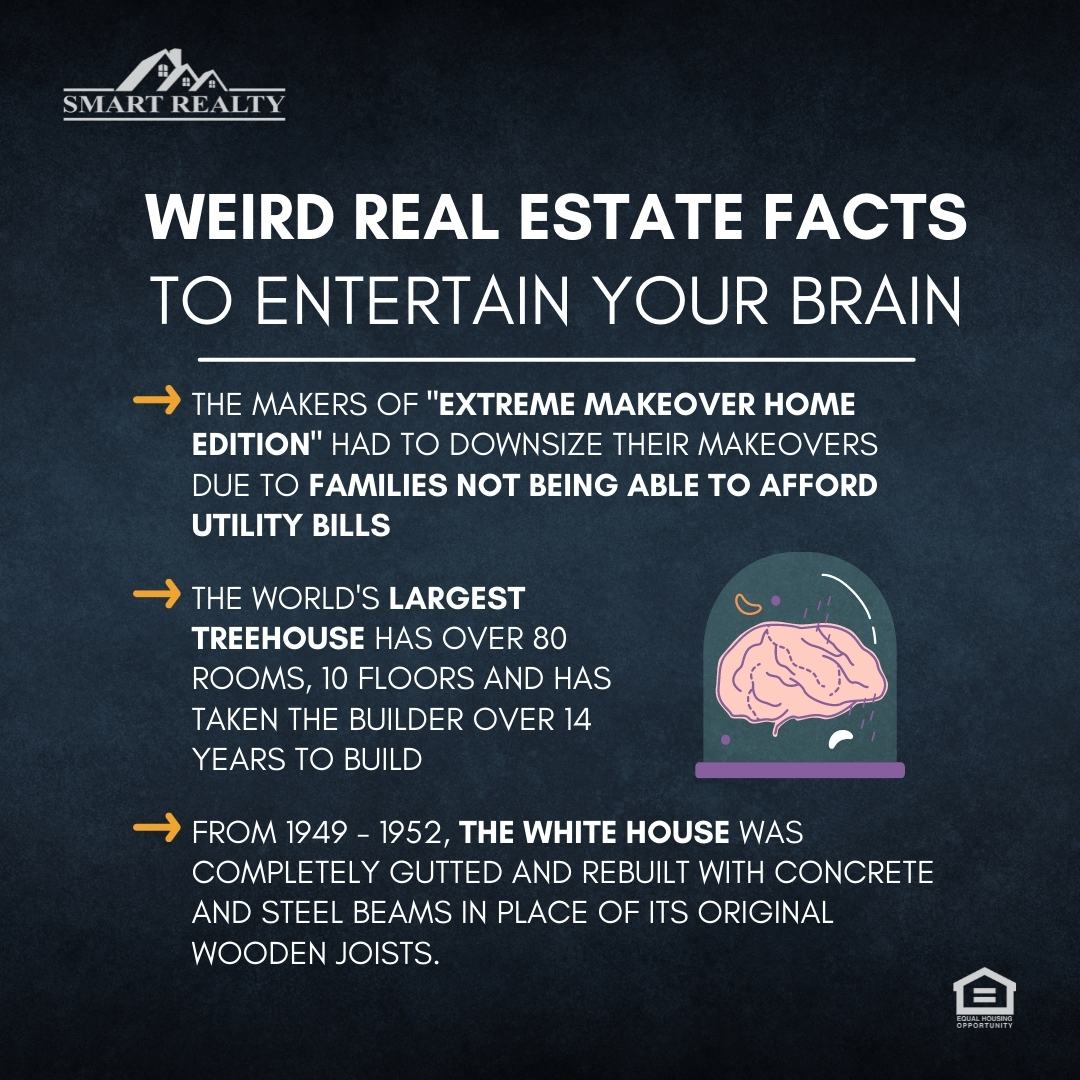 SMART REALTY
WEIRD REAL ESTATE FACTS
TO ENTERTAIN YOUR BRAIN
THE MAKERS OF "EXTREME MAKEOVER HOME
EDITION" HAD TO DOWNSIZE THEIR MAKEOVERS
DUE TO FAMILIES NOT BEING ABLE TO AFFORD
UTILITY BILLS
THE WORLD'S LARGEST
TREEHOUSE HAS OVER 80
ROOMS, 10 FLOORS AND HAS
TAKEN THE BUILDER OVER 14
YEARS TO BUILD
FROM 1949 - 1952, THE WHITE HOUSE WAS
COMPLETELY GUTTED AND REBUILT WITH CONCRETE
AND STEEL BEAMS IN PLACE OF ITS ORIGINAL
WOODEN JOISTS.
EQUAL HOUSING
OPPORTUNITY